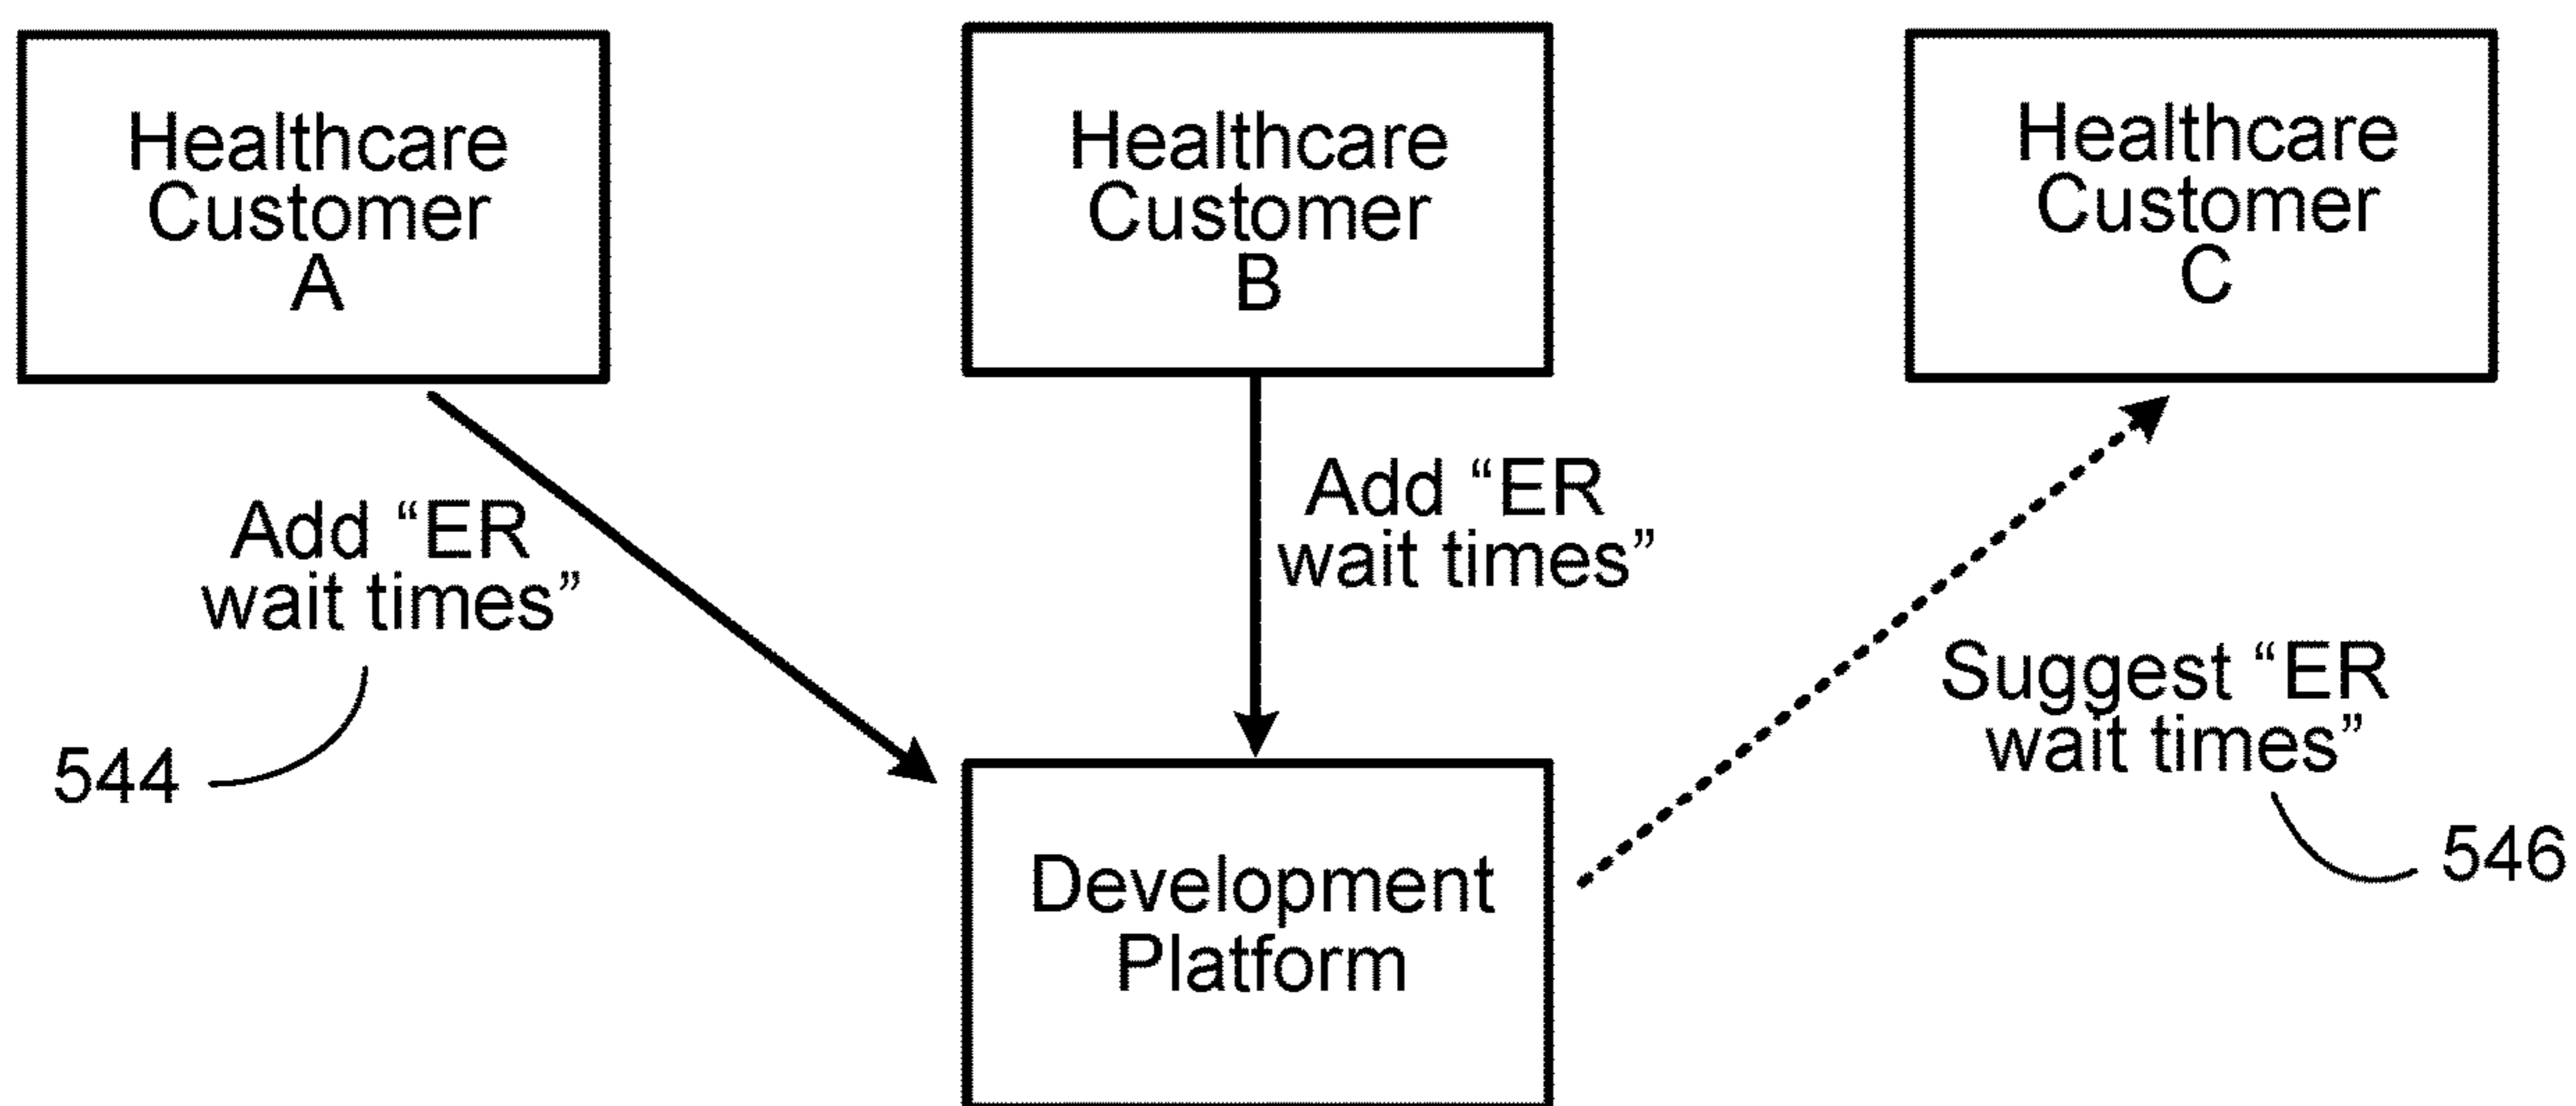 Healthcare
Customer
A
Healthcare
Customer
B
Healthcare
Customer
C
Add “ER
wait times”
544
Add “ER
wait times”
Suggest “ER
wait times”
546
Development
Platform